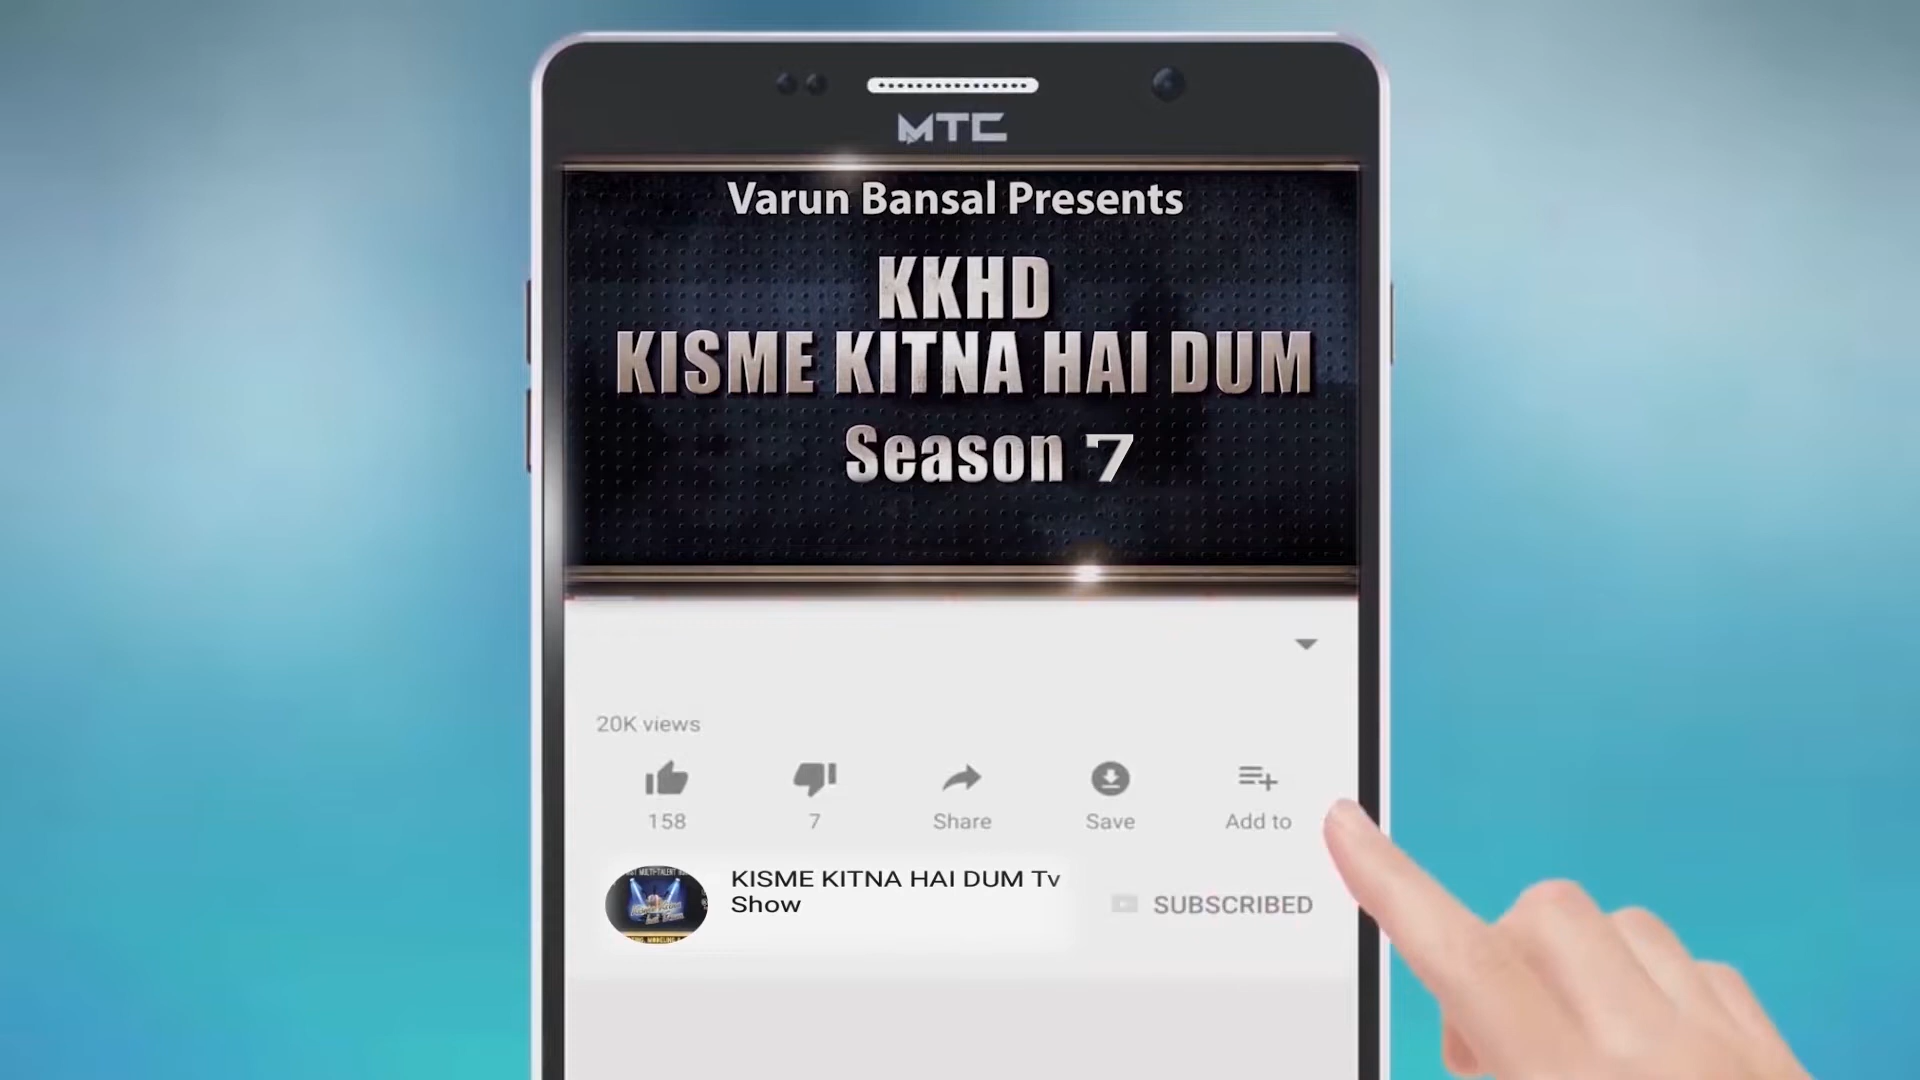 MTC
Varun Bansal Presents
KKHD
KISME KITNA HAI DUM
Season 7
20K views
158
7
Share
Save
Add to
KISME KITNA HAI DUM Tv
Show
SUBSCRIBED